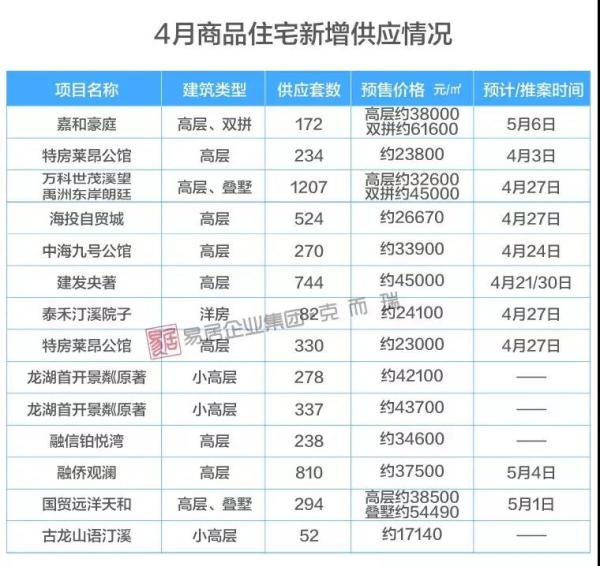 4月商品住宅新增供应情况
项目名称 建筑类型 供应套数 预售价格 元/㎡ 预计/推案时间
嘉和豪庭 高层、双拼 172 高层约38000 双拼约61600 5月6日
特房莱昂公馆 高层 234 约23800 4月3日
万科世茂溪望 禹洲东岸朗廷 高层、叠墅 1207 高层约32600 双拼约45000 4月27日
海投自贸城 高层 524 约26670 4月27日
中海九号公馆 高层 270 约33900 4月24日
建发央著 高层 744 约45000 4月21/30日
泰禾汀溪院子 洋房 82 约24100 4月27日
特房莱昂公馆 高层 330 约23000 4月27日
易居企业集团·克而瑞
龙湖首开景粼原著 小高层 278 约42100 ——
龙湖首开景粼原著 小高层 337 约43700 ——
融信铂悦湾 高层 238 约34600 ——
融侨观澜 高层 810 约37500 5月4日
国贸远洋天和 高层、叠墅 294 高层约38500 叠墅约54490 5月1日
古龙山语汀溪 小高层 52 约17140 ——